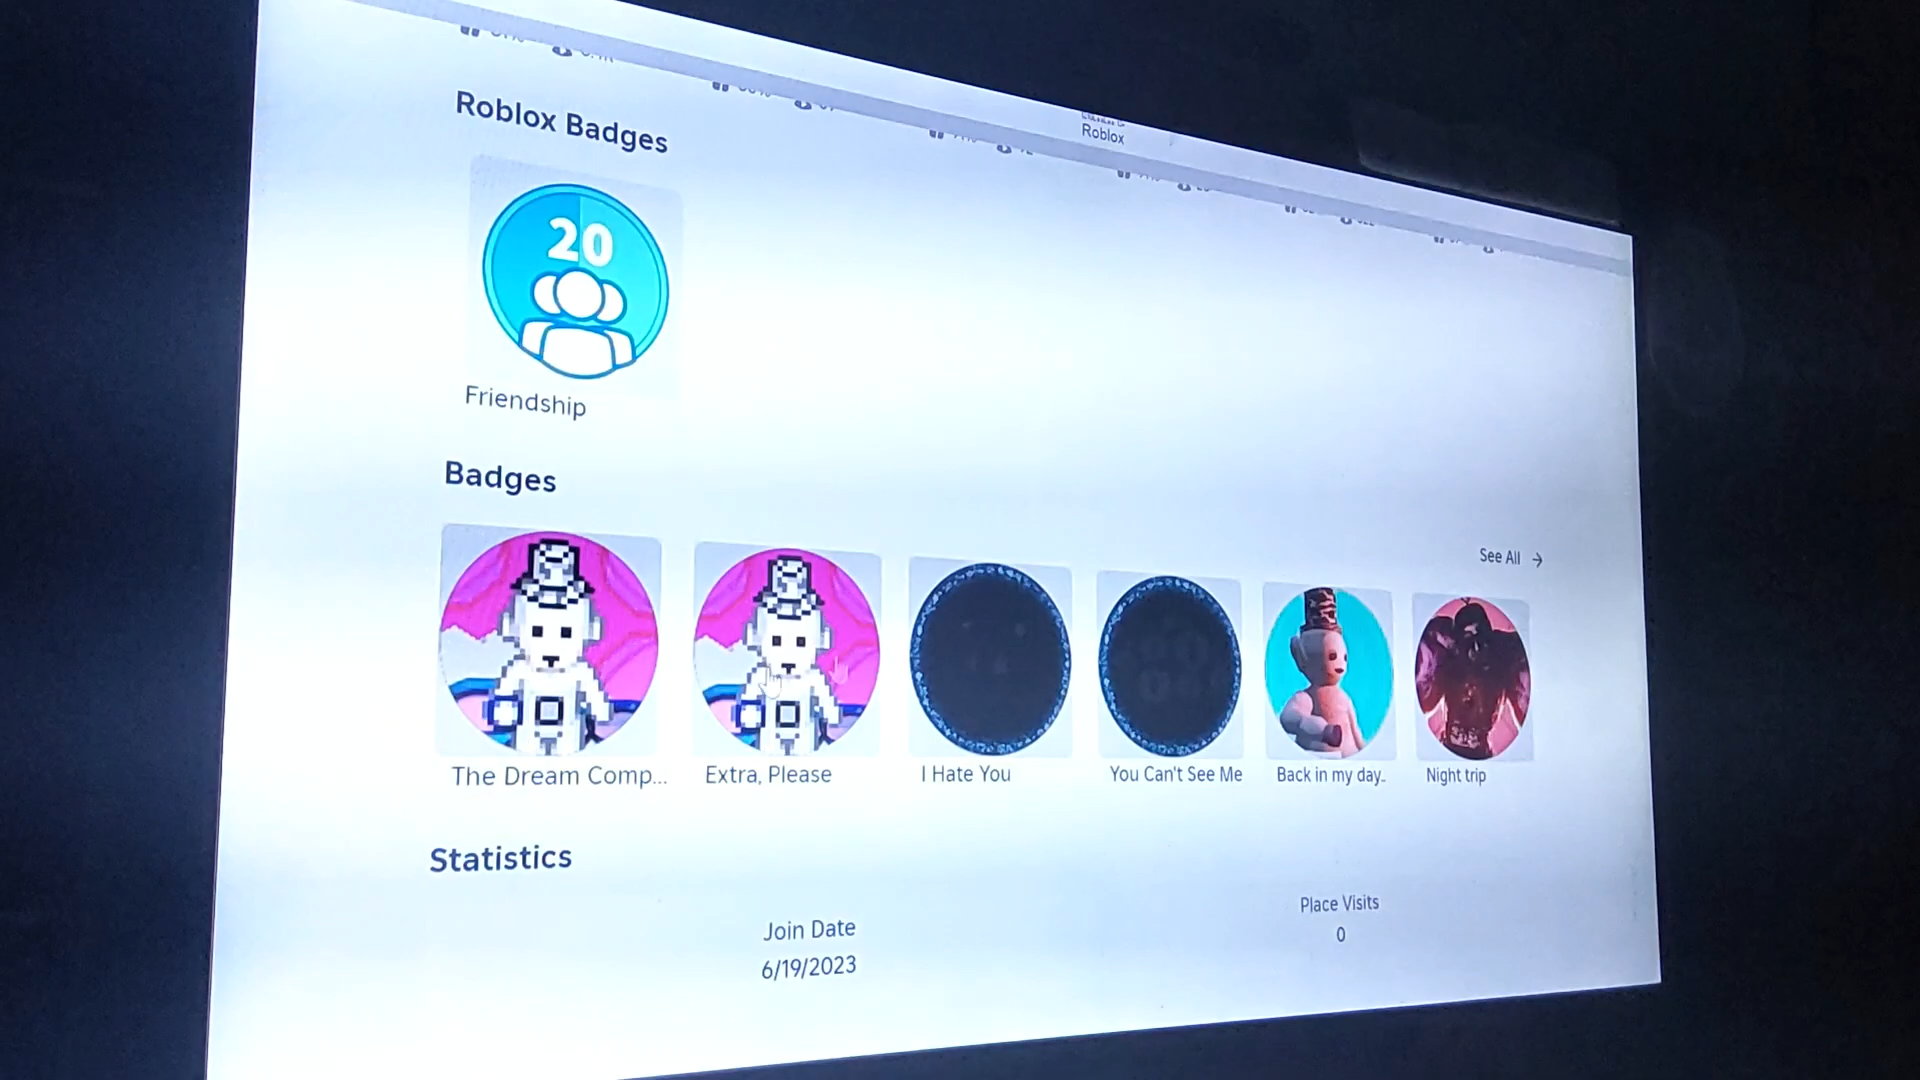 Roblox
Roblox Badges
20
Friendship
Badges
See All
The Dream Comp...
Extra, Please
I Hate You
You Can't See Me
Back in my day..
Night trip
Statistics
Join Date
6/19/2023
Place Visits
0